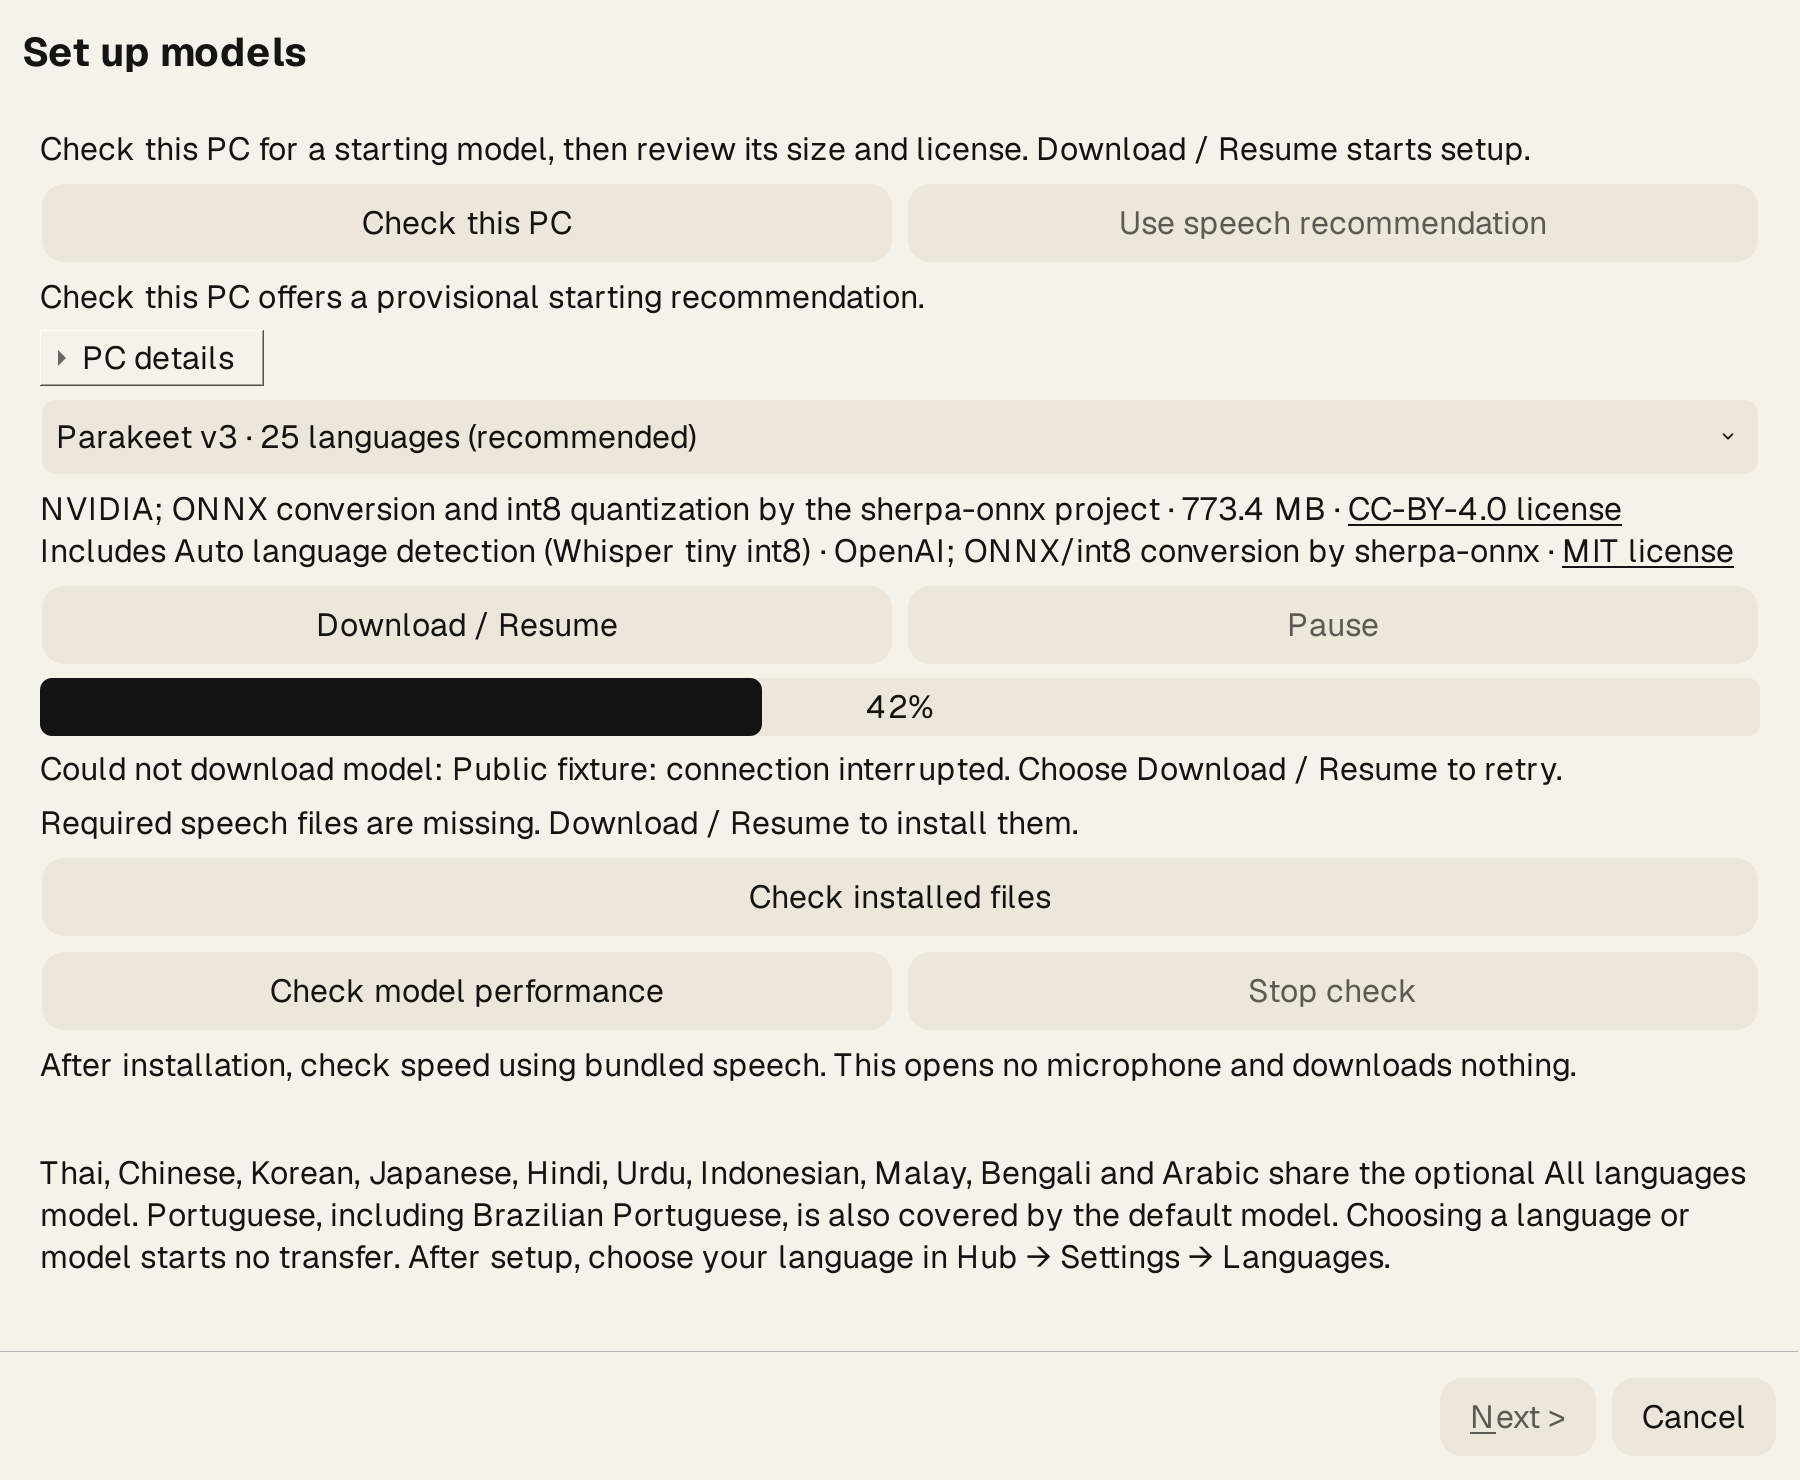 Set up models
Check this PC for a starting model, then review its size and license. Download / Resume starts setup.
Check this PC
Use speech recommendation
Check this PC offers a provisional starting recommendation.
PC details
Parakeet v3 · 25 languages (recommended)
NVIDIA; ONNX conversion and int8 quantization by the sherpa-onnx project · 773.4 MB · CC-BY-4.0 license
Includes Auto language detection (Whisper tiny int8) · OpenAI; ONNX/int8 conversion by sherpa-onnx · MIT license
Download / Resume
Pause
42%
Could not download model: Public fixture: connection interrupted. Choose Download / Resume to retry.
Required speech files are missing. Download / Resume to install them.
Check installed files
Check model performance
Stop check
After installation, check speed using bundled speech. This opens no microphone and downloads nothing.
Thai, Chinese, Korean, Japanese, Hindi, Urdu, Indonesian, Malay, Bengali and Arabic share the optional All languages
model. Portuguese, including Brazilian Portuguese, is also covered by the default model. Choosing a language or
model starts no transfer. After setup, choose your language in Hub → Settings → Languages.
Next >
Cancel